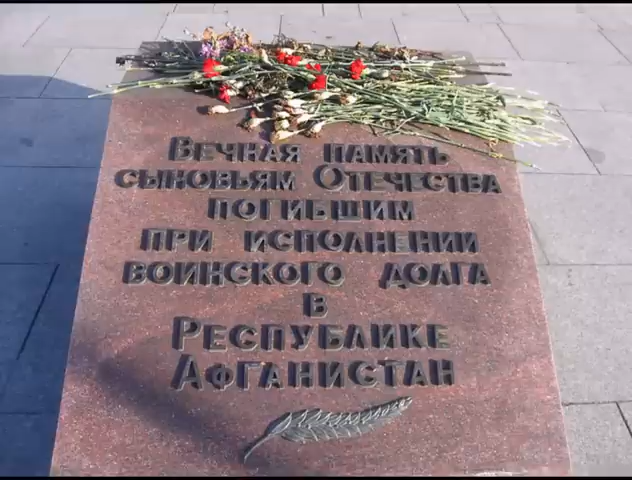 Вечная память
сыновьям Отечества
погибшим
при исполнении
воинского долга
в
Республике
Афганистан